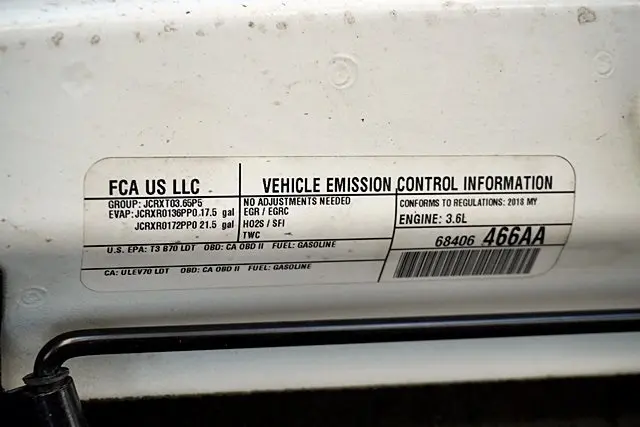 FCA US LLC
VEHICLE EMISSION CONTROL INFORMATION
GROUP: JCRXT03.65P5
EVAP: JCRXR0136PP0 17.5 gal
JCRXR0172PP0 21.5 gal
NO ADJUSTMENTS NEEDED
EGR / EGRC
HO2S / SFI
TWC
CONFORMS TO REGULATIONS: 2018 MY
ENGINE: 3.6L
U.S. EPA: T3 B70 LDT OBD: CA OBD II FUEL: GASOLINE
CA: ULEV70 LDT OBD: CA OBD II FUEL: GASOLINE
68406 466AA